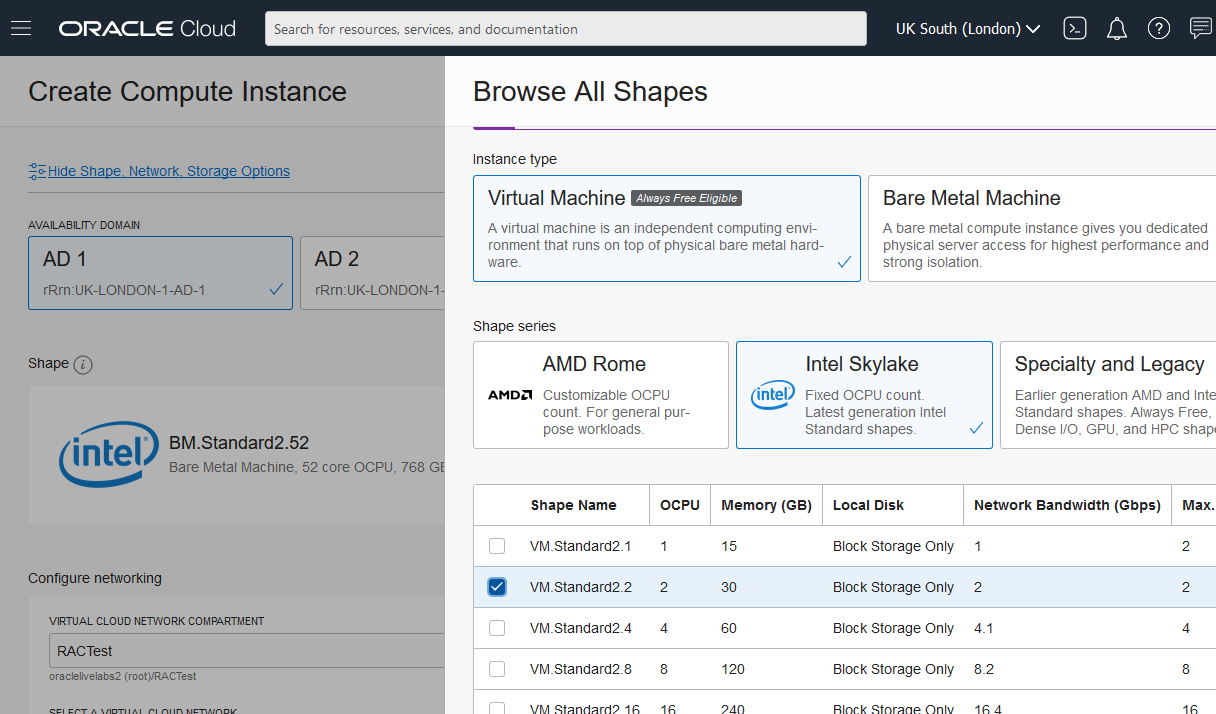 ORACLE Cloud
Search for resources, services, and documentation
UK South (London)
Create Compute Instance
Hide Shape, Network, Storage Options
AVAILABILITY DOMAIN
AD 1
rRrn:UK-LONDON-1-AD-1
AD 2
rRrn:UK-LONDON-1-
Shape
intel
BM.Standard2.52
Bare Metal Machine, 52 core OCPU, 768 GB
Configure networking
VIRTUAL CLOUD NETWORK COMPARTMENT
RACTest
oraclelivelabs2 (root)/RACTest
SELECT A VIRTUAL CLOUD NETWORK
Browse All Shapes
Instance type
Virtual Machine Always Free Eligible
A virtual machine is an independent computing envi-
ronment that runs on top of physical bare metal hard-
ware.
Bare Metal Machine
A bare metal compute instance gives you dedicated
physical server access for highest performance and
strong isolation.
Shape series
AMD
AMD Rome
Customizable OCPU
count. For general pur-
pose workloads.
intel
Intel Skylake
Fixed OCPU count.
Latest generation Intel
Standard shapes.
Specialty and Legacy
Earlier generation AMD and Inte
Standard shapes. Always Free,
Dense I/O, GPU, and HPC shape
Shape Name OCPU Memory (GB) Local Disk Network Bandwidth (Gbps) Max.
VM.Standard2.1 1 15 Block Storage Only 1 2
VM.Standard2.2 2 30 Block Storage Only 2 2
VM.Standard2.4 4 60 Block Storage Only 4.1 4
VM.Standard2.8 8 120 Block Storage Only 8.2 8
VM.Standard2.16 16 240 Block Storage Only 16.4 16